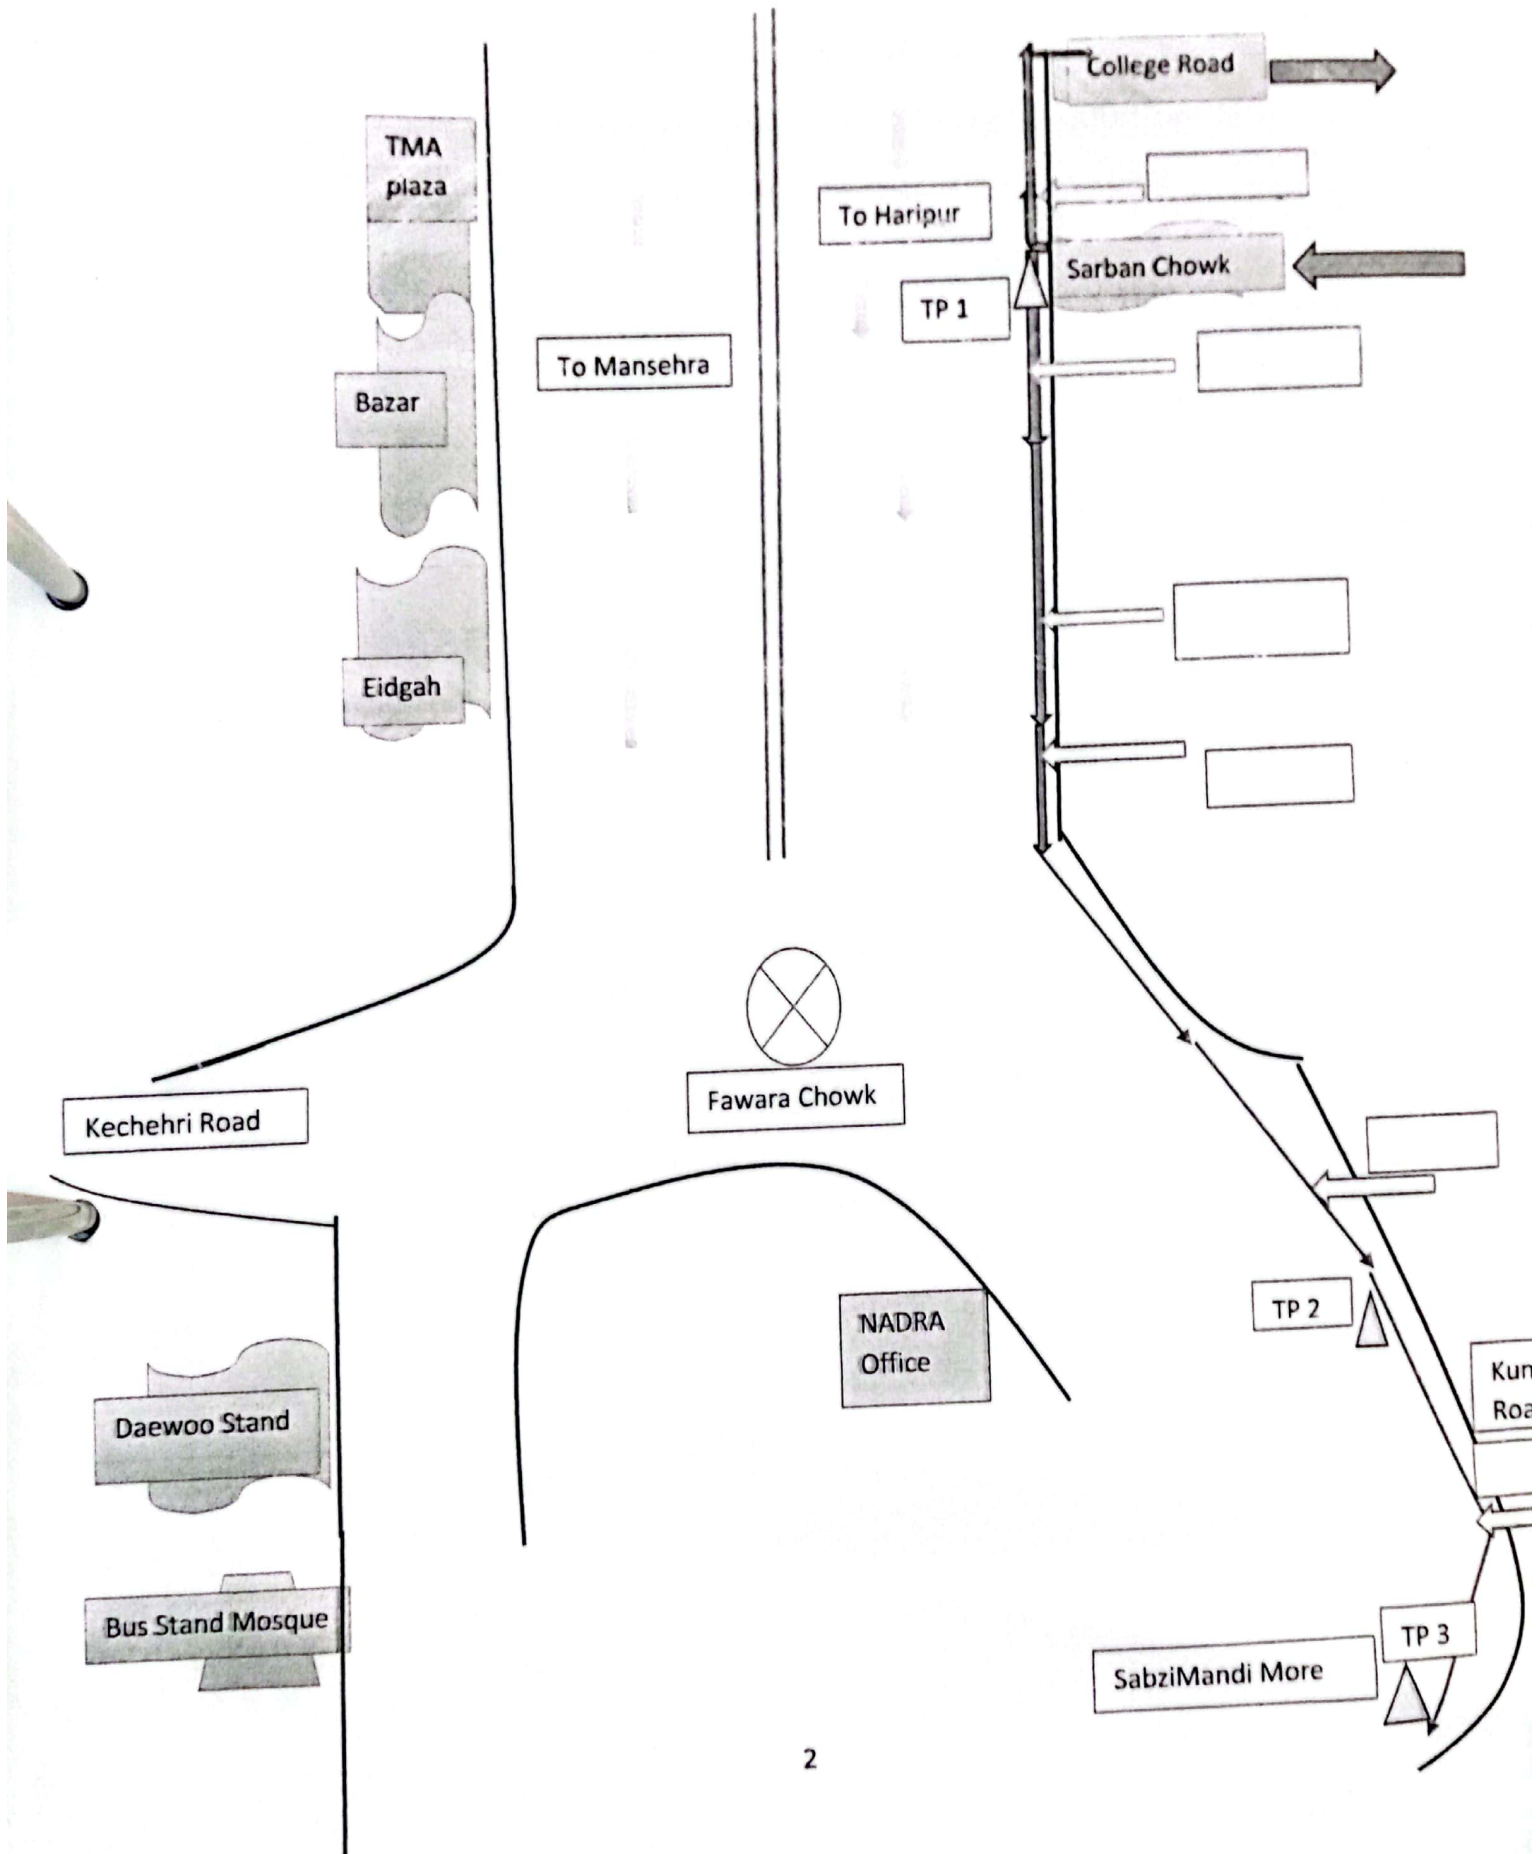 College Road
TMA
plaza
To Haripur
Sarban Chowk
TP 1
To Mansehra
Bazar
Eidgah
Fawara Chowk
Kechehri Road
TP 2
NADRA
Office
Daewoo Stand
Bus Stand Mosque
TP 3
SabziMandi More
2